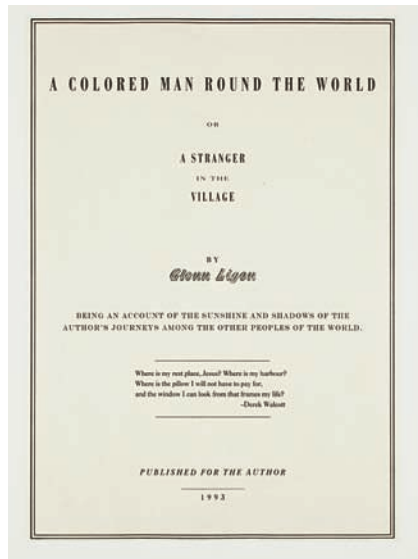 A COLORED MAN ROUND THE WORLD
OR
A STRANGER
IN THE
VILLAGE
BY
Glenn Ligon
BEING AN ACCOUNT OF THE SUNSHINE AND SHADOWS OF THE
AUTHOR'S JOURNEYS AMONG THE OTHER PEOPLES OF THE WORLD.
Where is my rest place, Jesus? Where is my harbour?
Where is the pillow I will not have to pay for,
and the window I can look from that frames my life?
–Derek Walcott
PUBLISHED FOR THE AUTHOR
1993